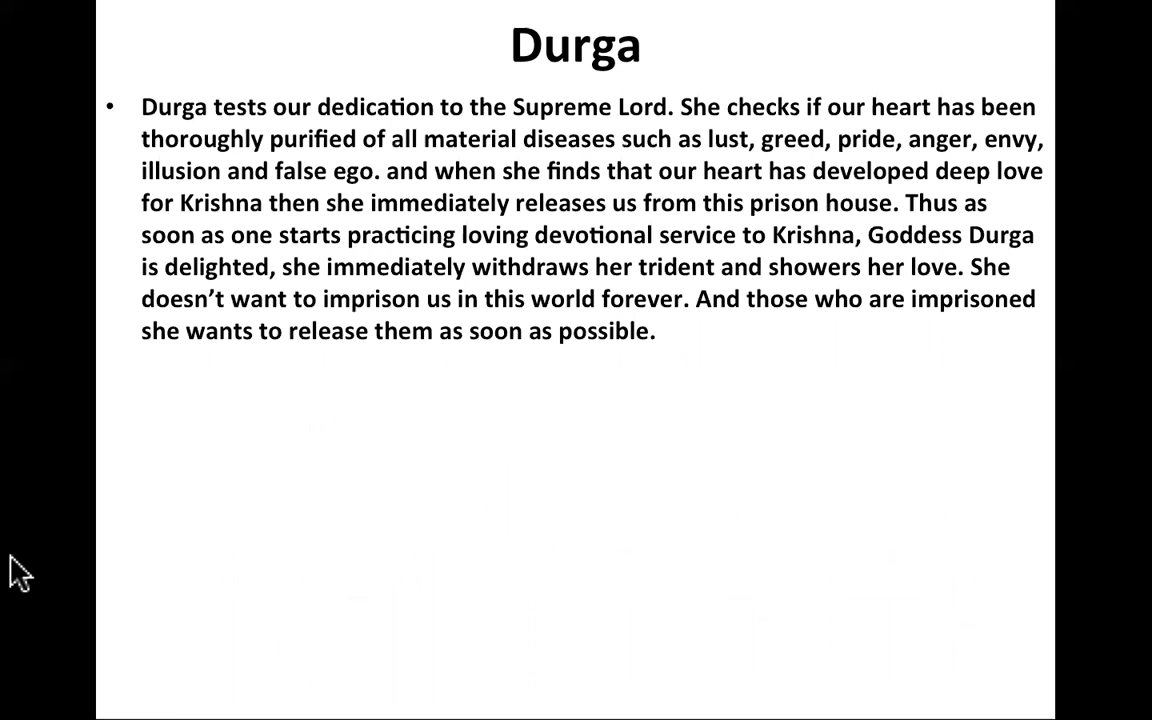 Durga
• Durga tests our dedication to the Supreme Lord. She checks if our heart has been
thoroughly purified of all material diseases such as lust, greed, pride, anger, envy,
illusion and false ego. and when she finds that our heart has developed deep love
for Krishna then she immediately releases us from this prison house. Thus as
soon as one starts practicing loving devotional service to Krishna, Goddess Durga
is delighted, she immediately withdraws her trident and showers her love. She
doesn’t want to imprison us in this world forever. And those who are imprisoned
she wants to release them as soon as possible.